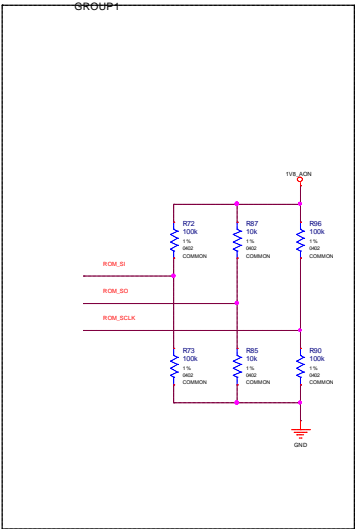 GROUP1
1V8_AON
R72
100k
1%
0402
COMMON
R87
10k
1%
0402
COMMON
R96
100k
1%
0402
COMMON
ROM_SI
ROM_SO
ROM_SCLK
R73
100k
1%
0402
COMMON
R85
10k
1%
0402
COMMON
R90
100k
1%
0402
COMMON
GND